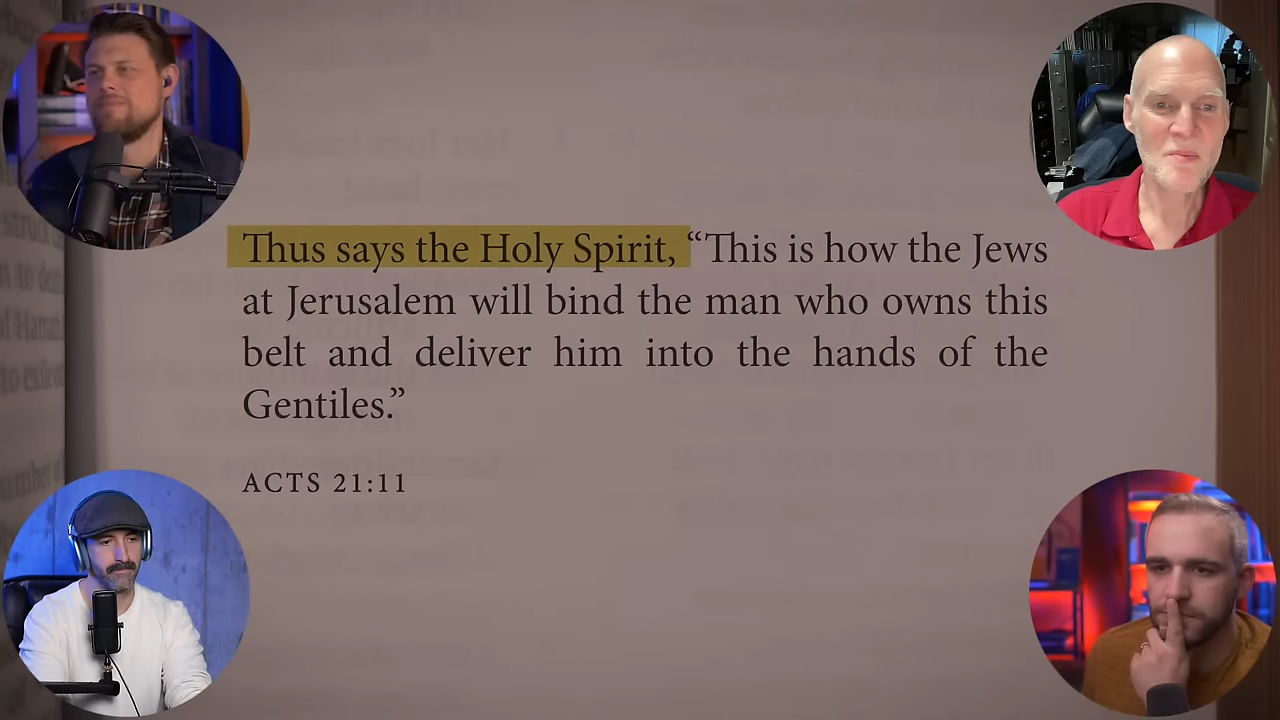 Thus says the Holy Spirit, “This is how the Jews
at Jerusalem will bind the man who owns this
belt and deliver him into the hands of the
Gentiles.”
ACTS 21:11